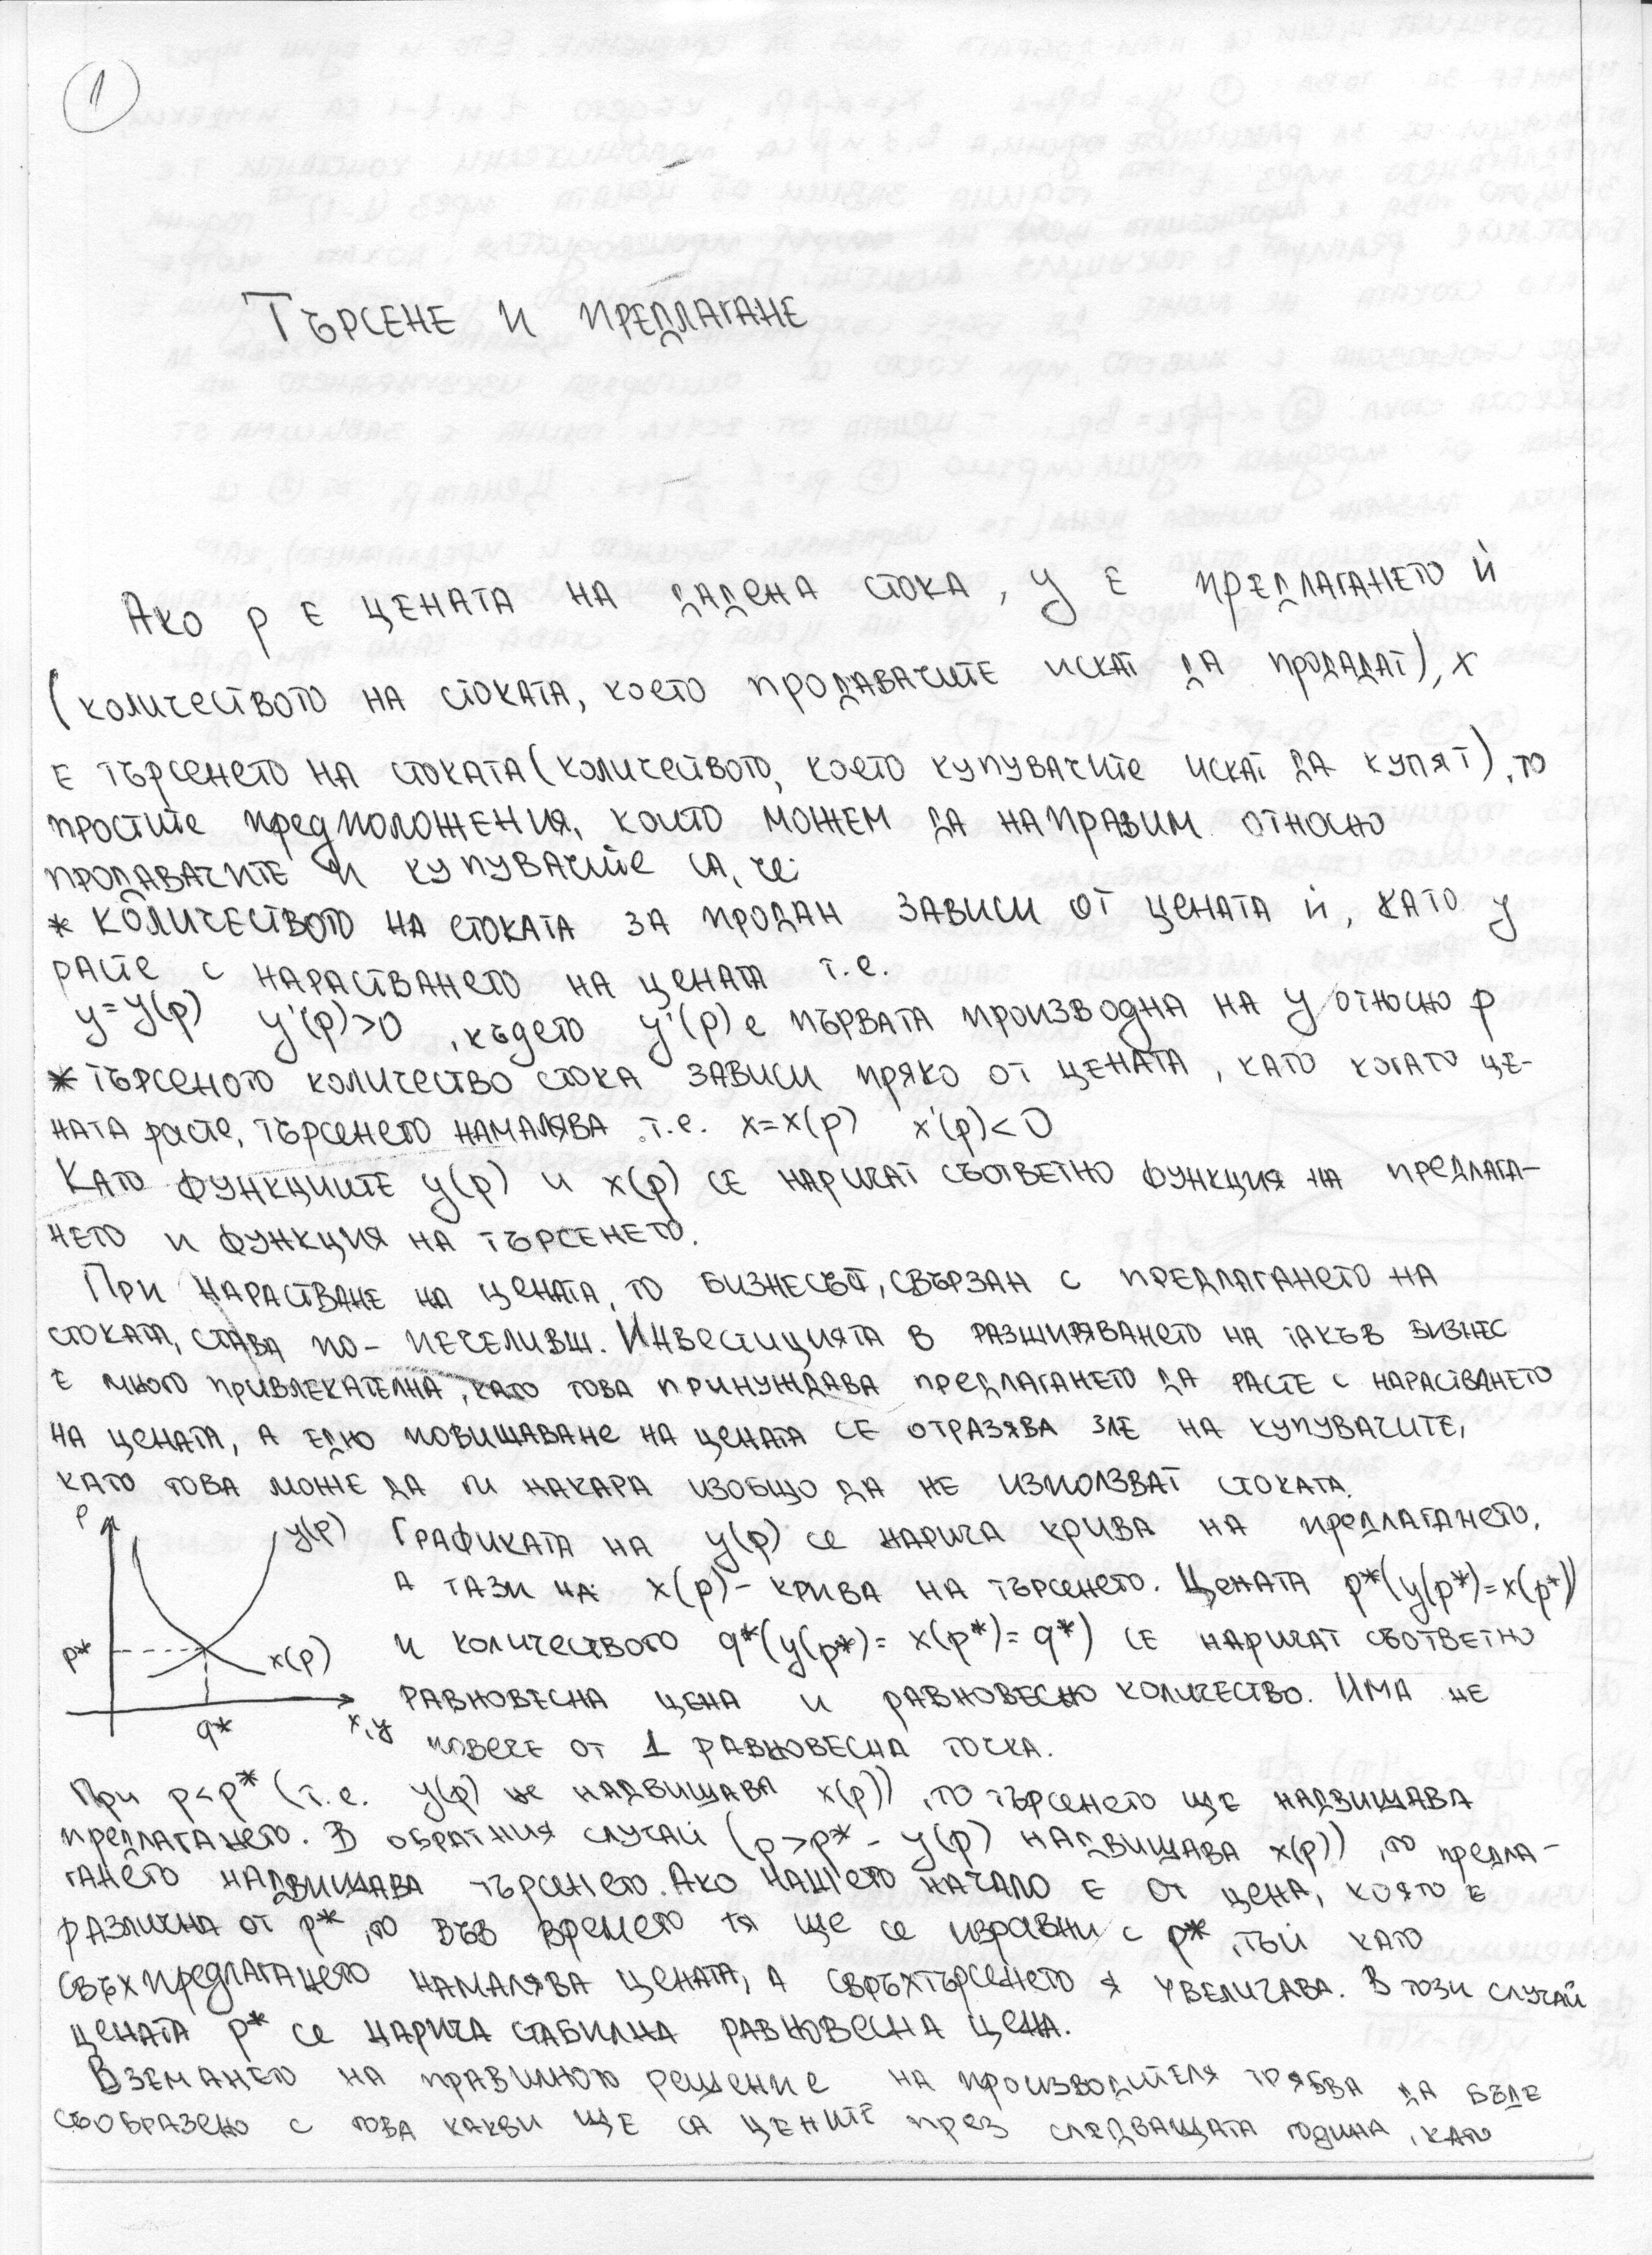 1
Търсене и предлагане
Ако p е цената на дадена стока, y е предлагането ѝ
(количеството на стоката, което продавачите искат да продадат), x
е търсенето на стоката (количеството, което купувачите искат да купят), то
простите предположения, които можем да направим относно
продавачите и купувачите са, че:
* количеството на стоката за продан зависи от цената ѝ, като y
расте с нарастването на цената т.е.
y=y(p) y'(p)>0, където y'(p) е първата производна на y относно p
* търсеното количество стока зависи пряко от цената, като когато це-
ната расте, търсенето намалява т.е. x=x(p) x'(p)<0
Като функциите y(p) и x(p) се наричат съответно функция на предлага-
нето и функция на търсенето.
При нарастване на цената, то бизнесът, свързан с предлагането на
стоката, става по-печеливш. Инвестицията в разширяването на такъв бизнес
е много привлекателна, като това принуждава предлагането да расте с нарастването
на цената, а едно повишаване на цената се отразява зле на купувачите,
като това може да ги накара изобщо да не използват стоката.
p
y(p)
Графиката на y(p) се нарича крива на предлагането,
а тази на x(p) - крива на търсенето. Цената p*(y(p*)=x(p*))
p*
x(p)
и количеството q*(y(p*)=x(p*)=q*) се наричат съответно
равновесна цена и равновесно количество. Има не
q*
x,y
повече от 1 равновесна точка.
При p<p* (т.е. y(p) не надвишава x(p)), то търсенето ще надвишава
предлагането. В обратния случай (p>p* - y(p) надвишава x(p)), то предла-
гането надвишава търсенето. Ако нашето начало е от цена, която е
различна от p*, то във времето тя ще се изравни с p*, тъй като
свръхпредлагането намалява цената, а свръхтърсенето я увеличава. В този случай
цената p* се нарича стабилна равновесна цена.
Вземането на правилното решение на производителя трябва да бъде
съобразено с това какви ще са цените през следващата година, като